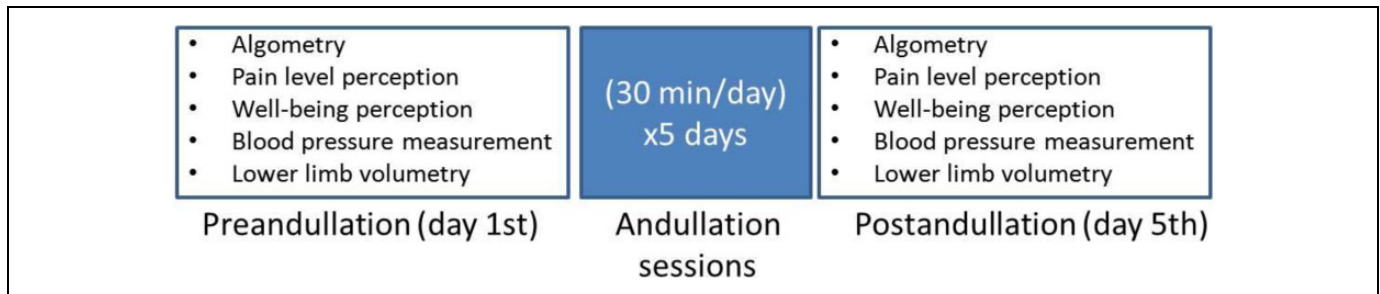 • Algometry
• Pain level perception
• Well-being perception
• Blood pressure measurement
• Lower limb volumetry
Preandullation (day 1st)
(30 min/day)
x5 days
Andullation
sessions
• Algometry
• Pain level perception
• Well-being perception
• Blood pressure measurement
• Lower limb volumetry
Postandullation (day 5th)